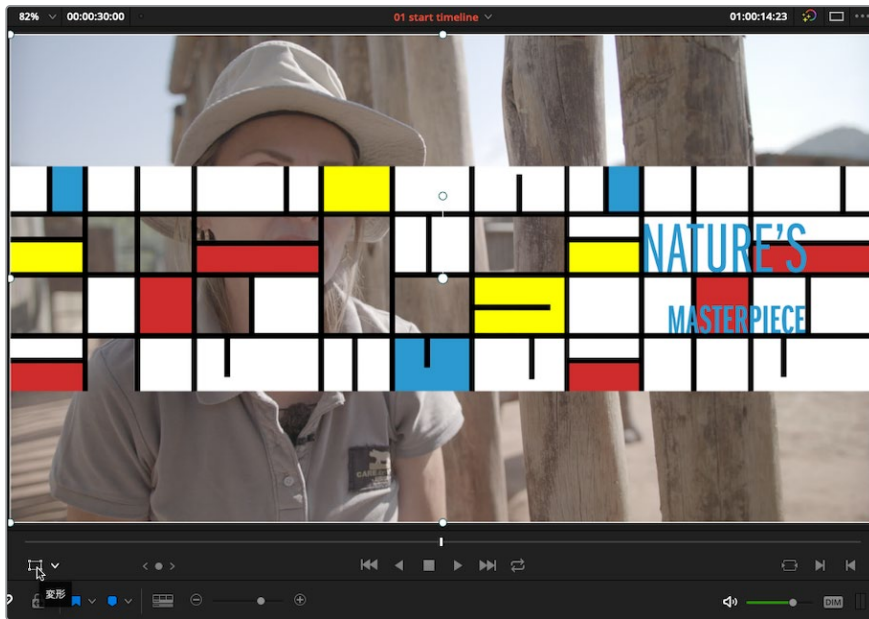 82%
00:00:30:00
01 start timeline
01:00:14:23
NATURE'S
MASTERPIECE
変形
DIM